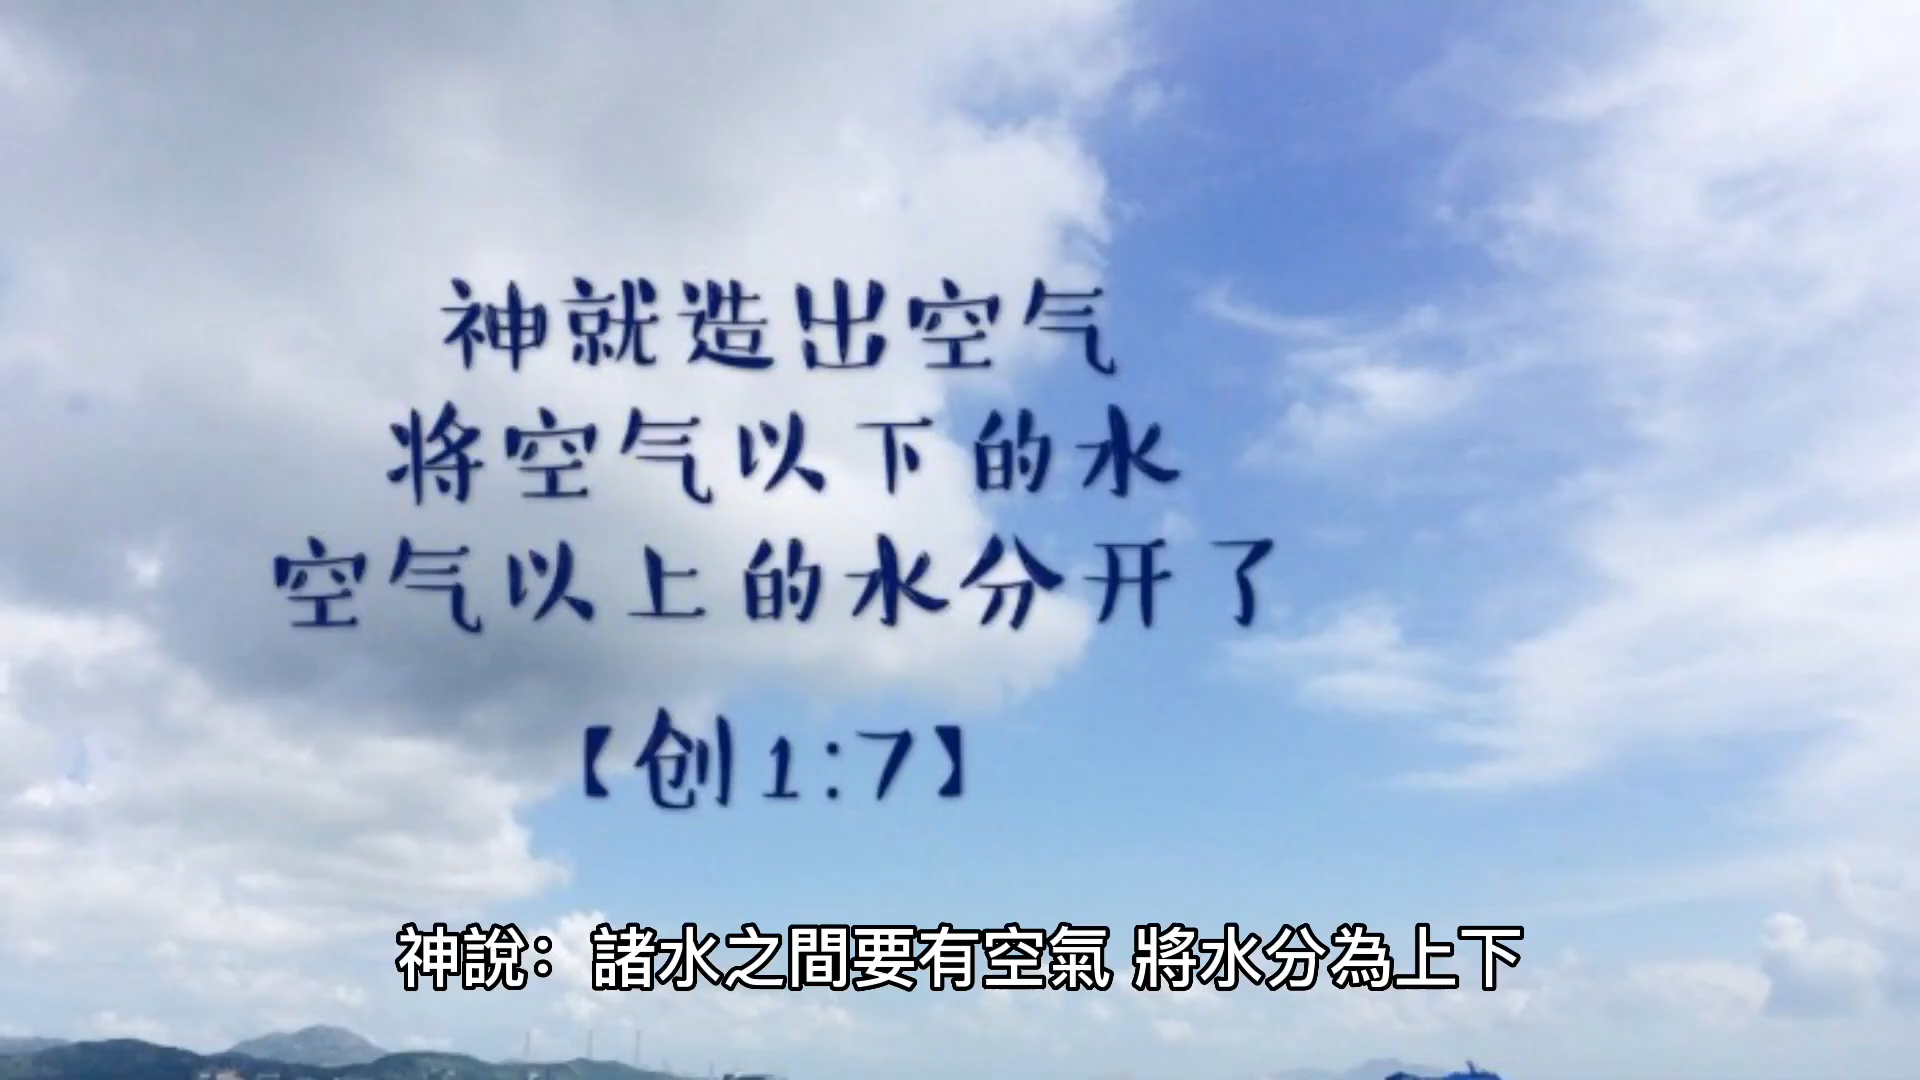 神就造出空气
将空气以下的水
空气以上的水分开了
【创1:7】
神說：諸水之間要有空氣 將水分為上下